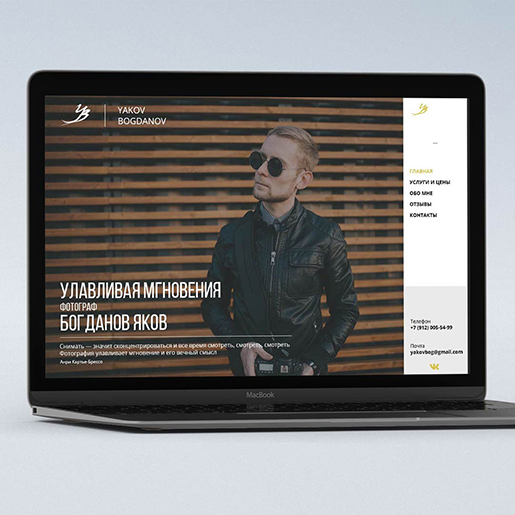 YAKOV
BOGDANOV
УЛАВЛИВАЯ МГНОВЕНИЯ
ФОТОГРАФ
БОГДАНОВ ЯКОВ
Снимать — значит сконцентрироваться и все время смотреть, смотреть, смотреть
Фотография улавливает мгновение и его вечный смысл
Анри Картье-Брессо
ГЛАВНАЯ
УСЛУГИ И ЦЕНЫ
ОБО МНЕ
ОТЗЫВЫ
КОНТАКТЫ
Телефон
+7 (912) 005-54-99
Почта
yakovbog@gmail.com
MacBook